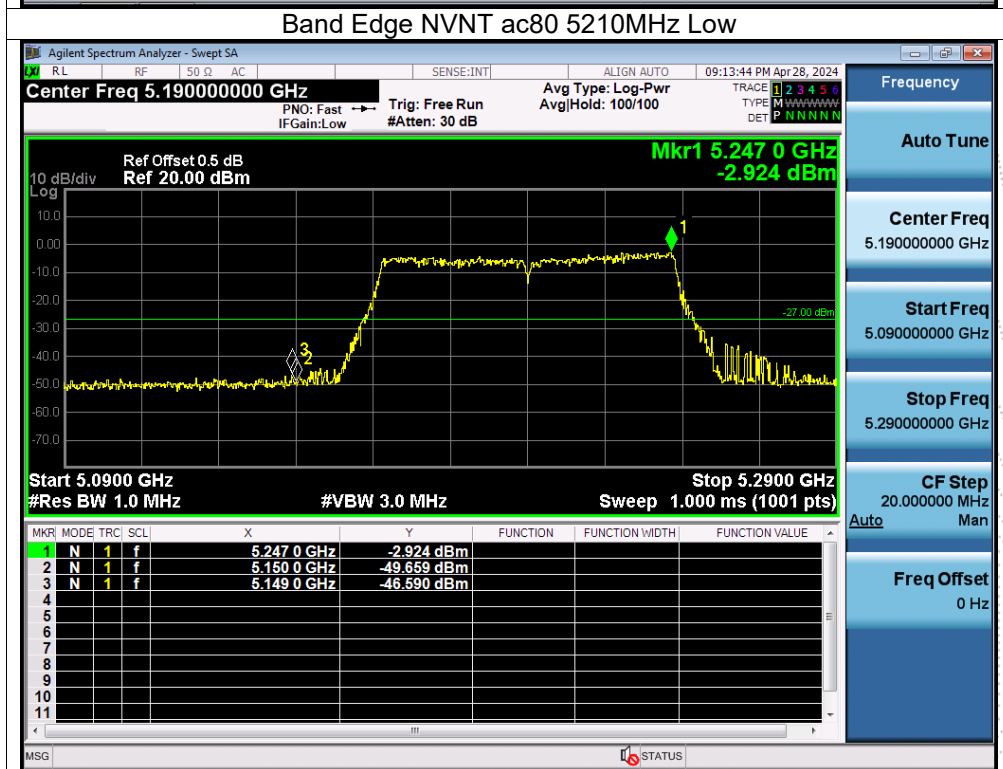 Band Edge NVNT ac80 5210MHz Low
Agilent Spectrum Analyzer - Swept SA
LXI RL RF 50 Ω AC SENSE:INT ALIGN AUTO 09:13:44 PM Apr 28, 2024
Center Freq 5.190000000 GHz
PNO: Fast
IFGain:Low
Trig: Free Run
#Atten: 30 dB
Avg Type: Log-Pwr
Avg|Hold: 100/100
TRACE 1 2 3 4 5 6
TYPE M WWWWW
DET P N N N N N
Mkr1 5.247 0 GHz
-2.924 dBm
Ref Offset 0.5 dB
10 dB/div Ref 20.00 dBm
Log
10.0
0.00
-10.0
-20.0
-30.0
-40.0
-50.0
-60.0
-70.0
1
-27.00 dBm
3
2
Start 5.0900 GHz Stop 5.2900 GHz
#Res BW 1.0 MHz #VBW 3.0 MHz Sweep 1.000 ms (1001 pts)
MKR MODE TRC SCL X Y FUNCTION FUNCTION WIDTH FUNCTION VALUE
1 N 1 f 5.247 0 GHz -2.924 dBm
2 N 1 f 5.150 0 GHz -49.659 dBm
3 N 1 f 5.149 0 GHz -46.590 dBm
4
5
6
7
8
9
10
11
MSG STATUS
Frequency
Auto Tune
Center Freq
5.190000000 GHz
Start Freq
5.090000000 GHz
Stop Freq
5.290000000 GHz
CF Step
20.000000 MHz
Auto Man
Freq Offset
0 Hz